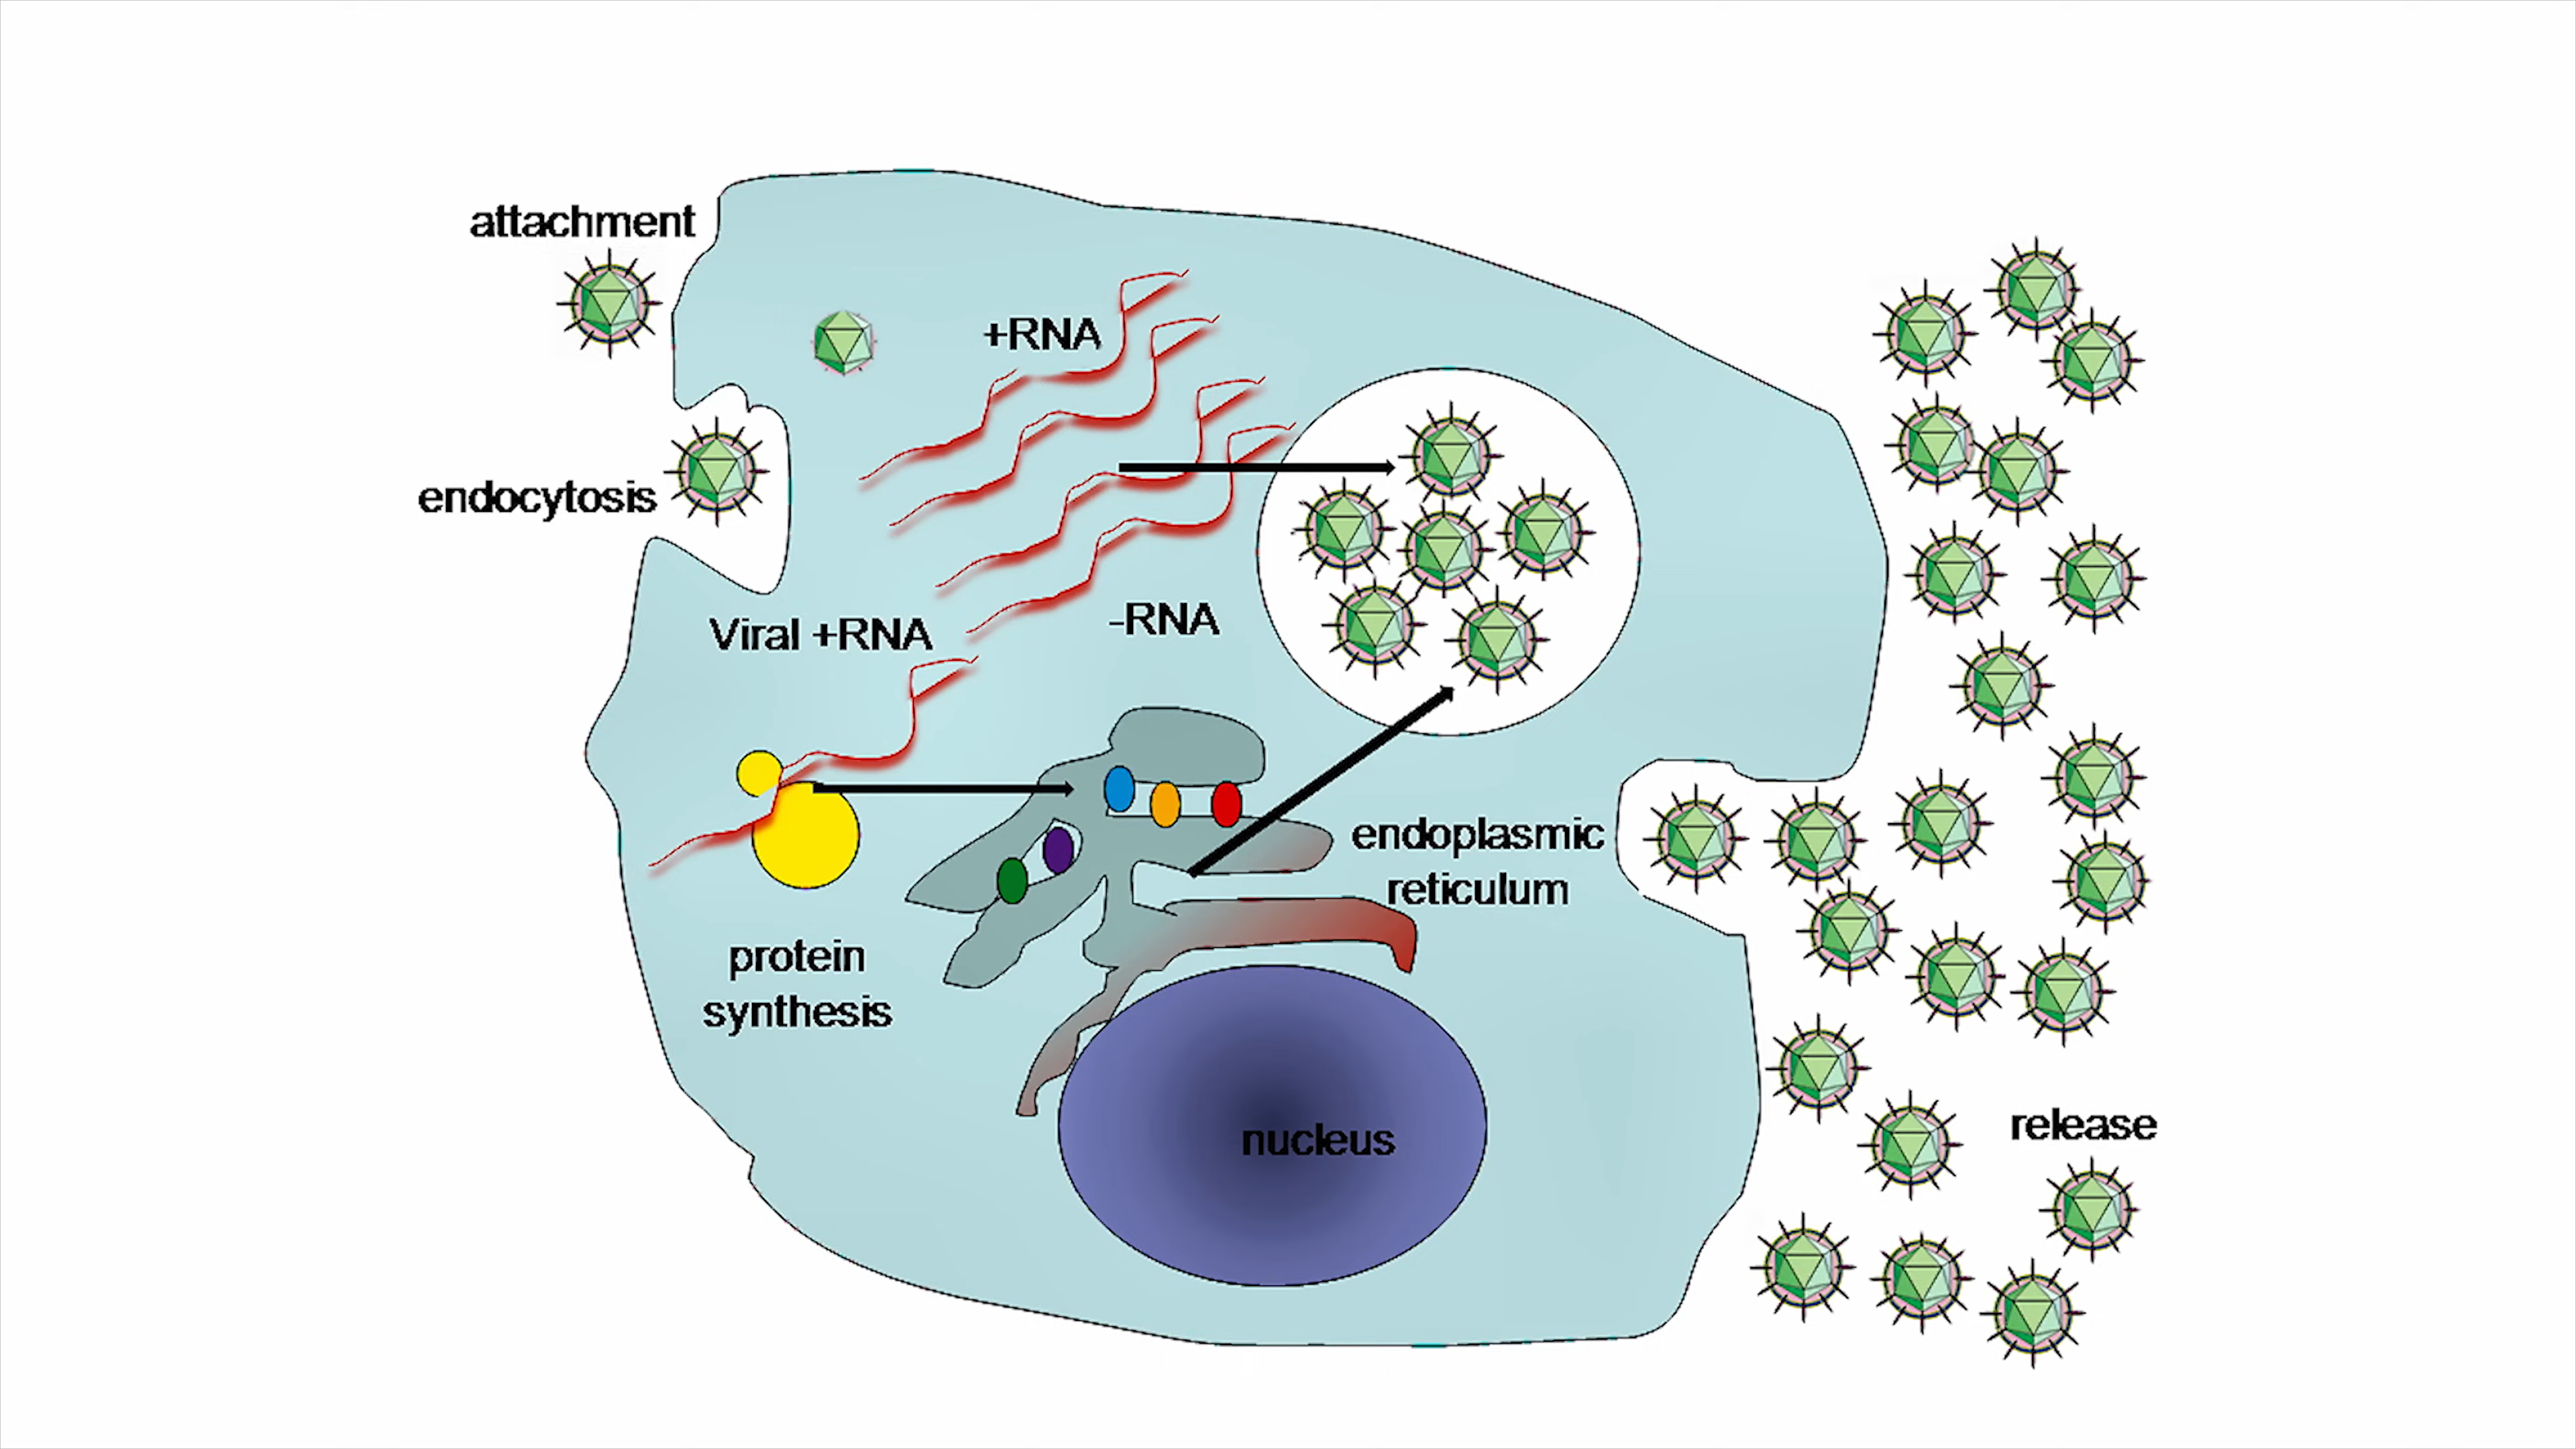 attachment
+RNA
endocytosis
Viral +RNA
-RNA
endoplasmic
reticulum
protein
synthesis
nucleus
release